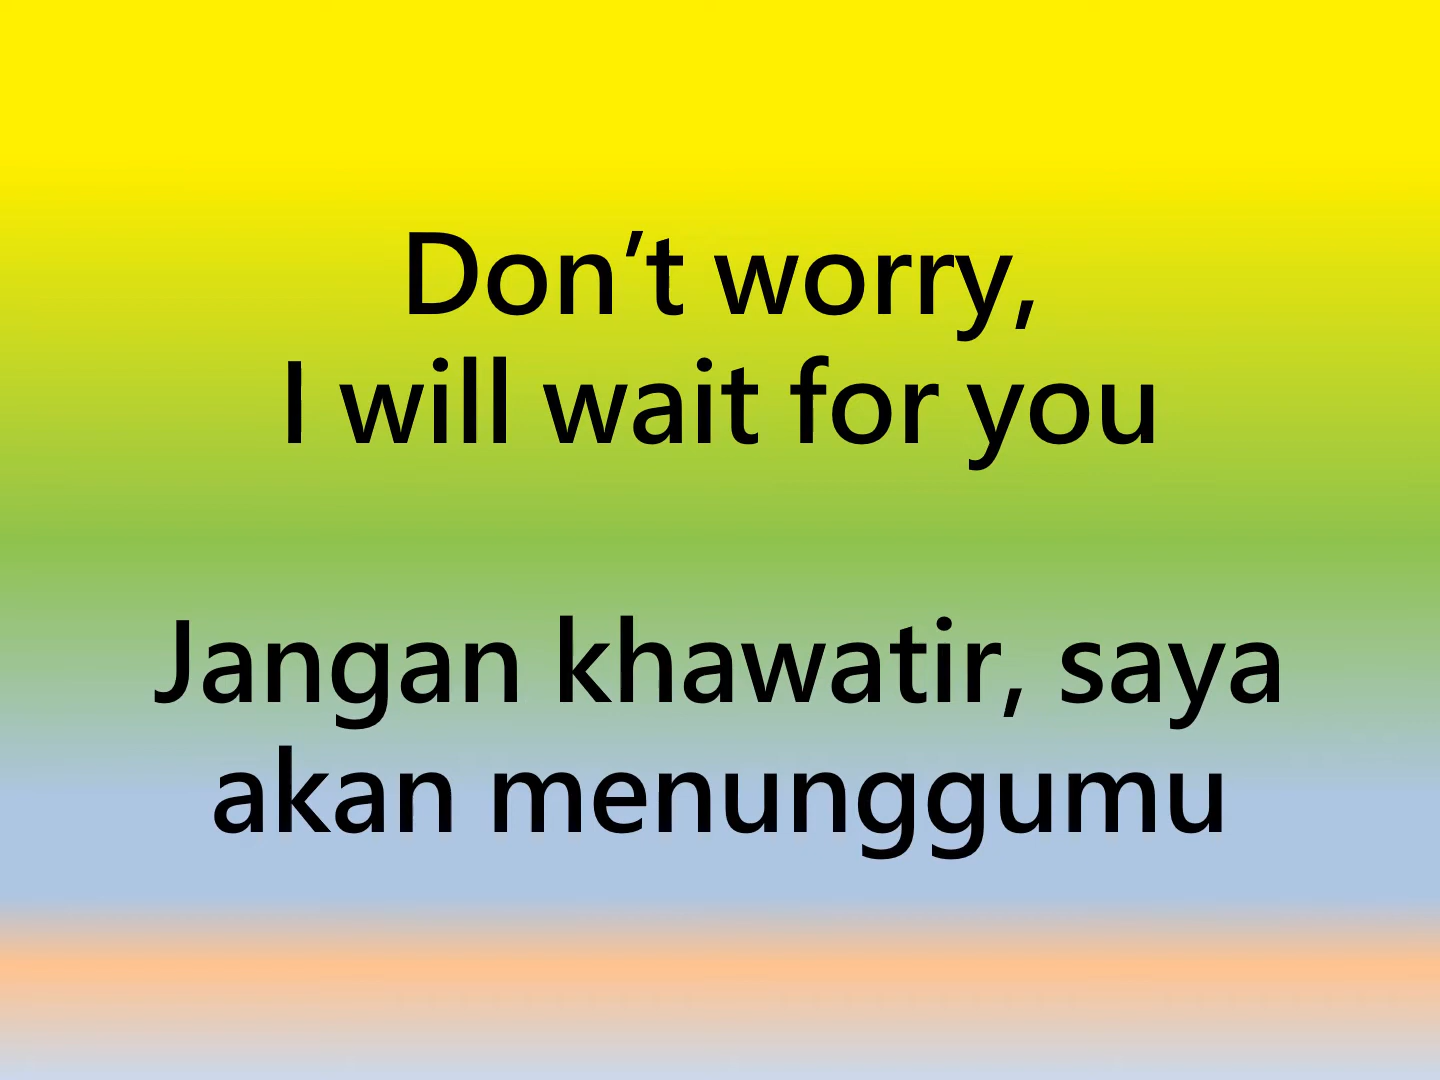 Don’t worry,
I will wait for you
Jangan khawatir, saya
akan menunggumu